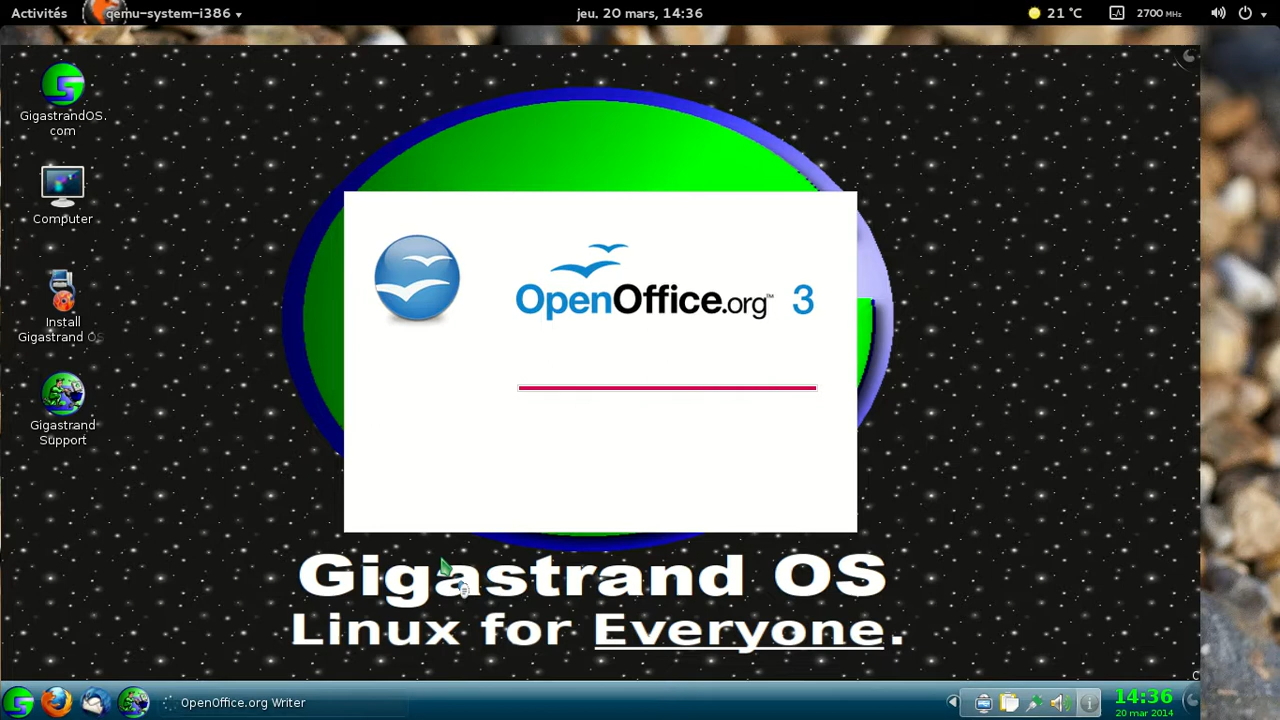 Activités
qemu-system-i386
jeu. 20 mars, 14:36
21 °C
2700 MHz
GigastrandOS.
com
Computer
Install
Gigastrand OS
Gigastrand
Support
OpenOffice.org™ 3
Gigastrand OS
Linux for Everyone.
OpenOffice.org Writer
14:36
20 mar 2014